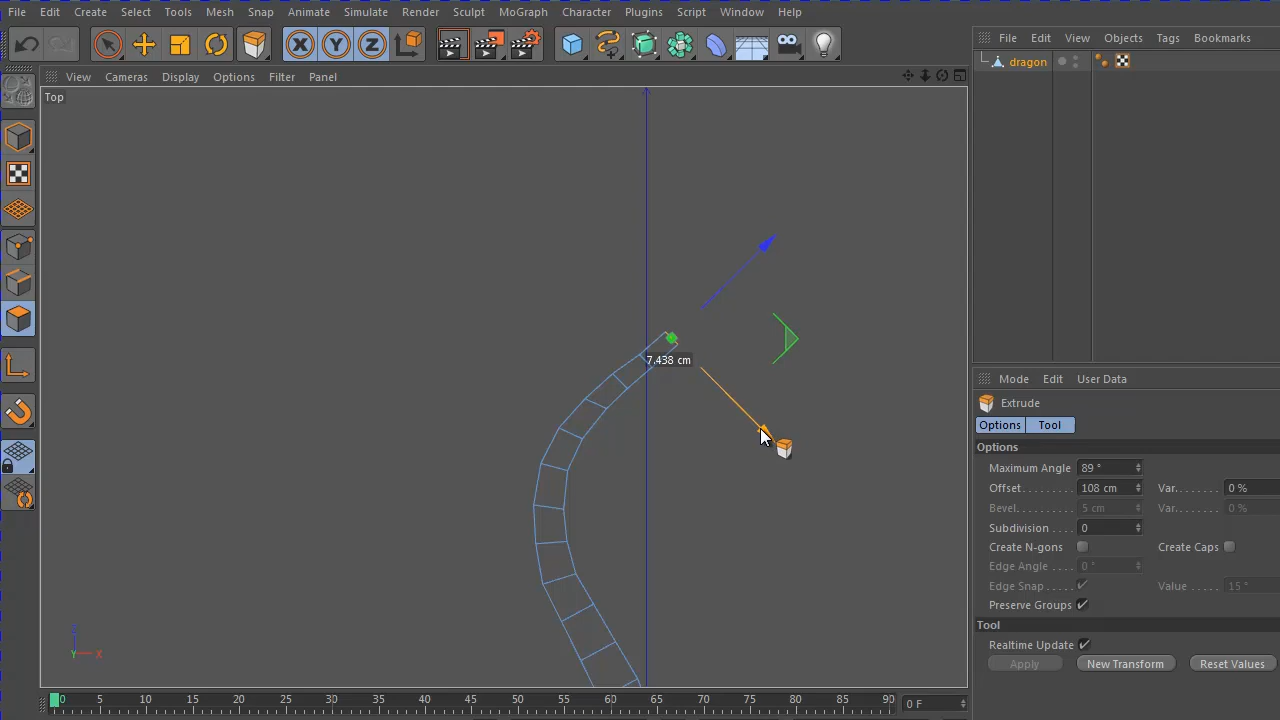 File Edit Create Select Tools Mesh Snap Animate Simulate Render Sculpt MoGraph Character Plugins Script Window Help
X Y Z
File Edit View Objects Tags Bookmarks
dragon
View Cameras Display Options Filter Panel
Top
7.438 cm
Z
Y X
Mode Edit User Data
Extrude
Options Tool
Options
Maximum Angle 89 °
Offset 108 cm Var. 0 %
Bevel 5 cm Var. 0 %
Subdivision 0
Create N-gons Create Caps
Edge Angle 0 °
Edge Snap Value 15 °
Preserve Groups
Tool
Realtime Update
Apply New Transform Reset Values
0 5 10 15 20 25 30 35 40 45 50 55 60 65 70 75 80 85 90 0 F